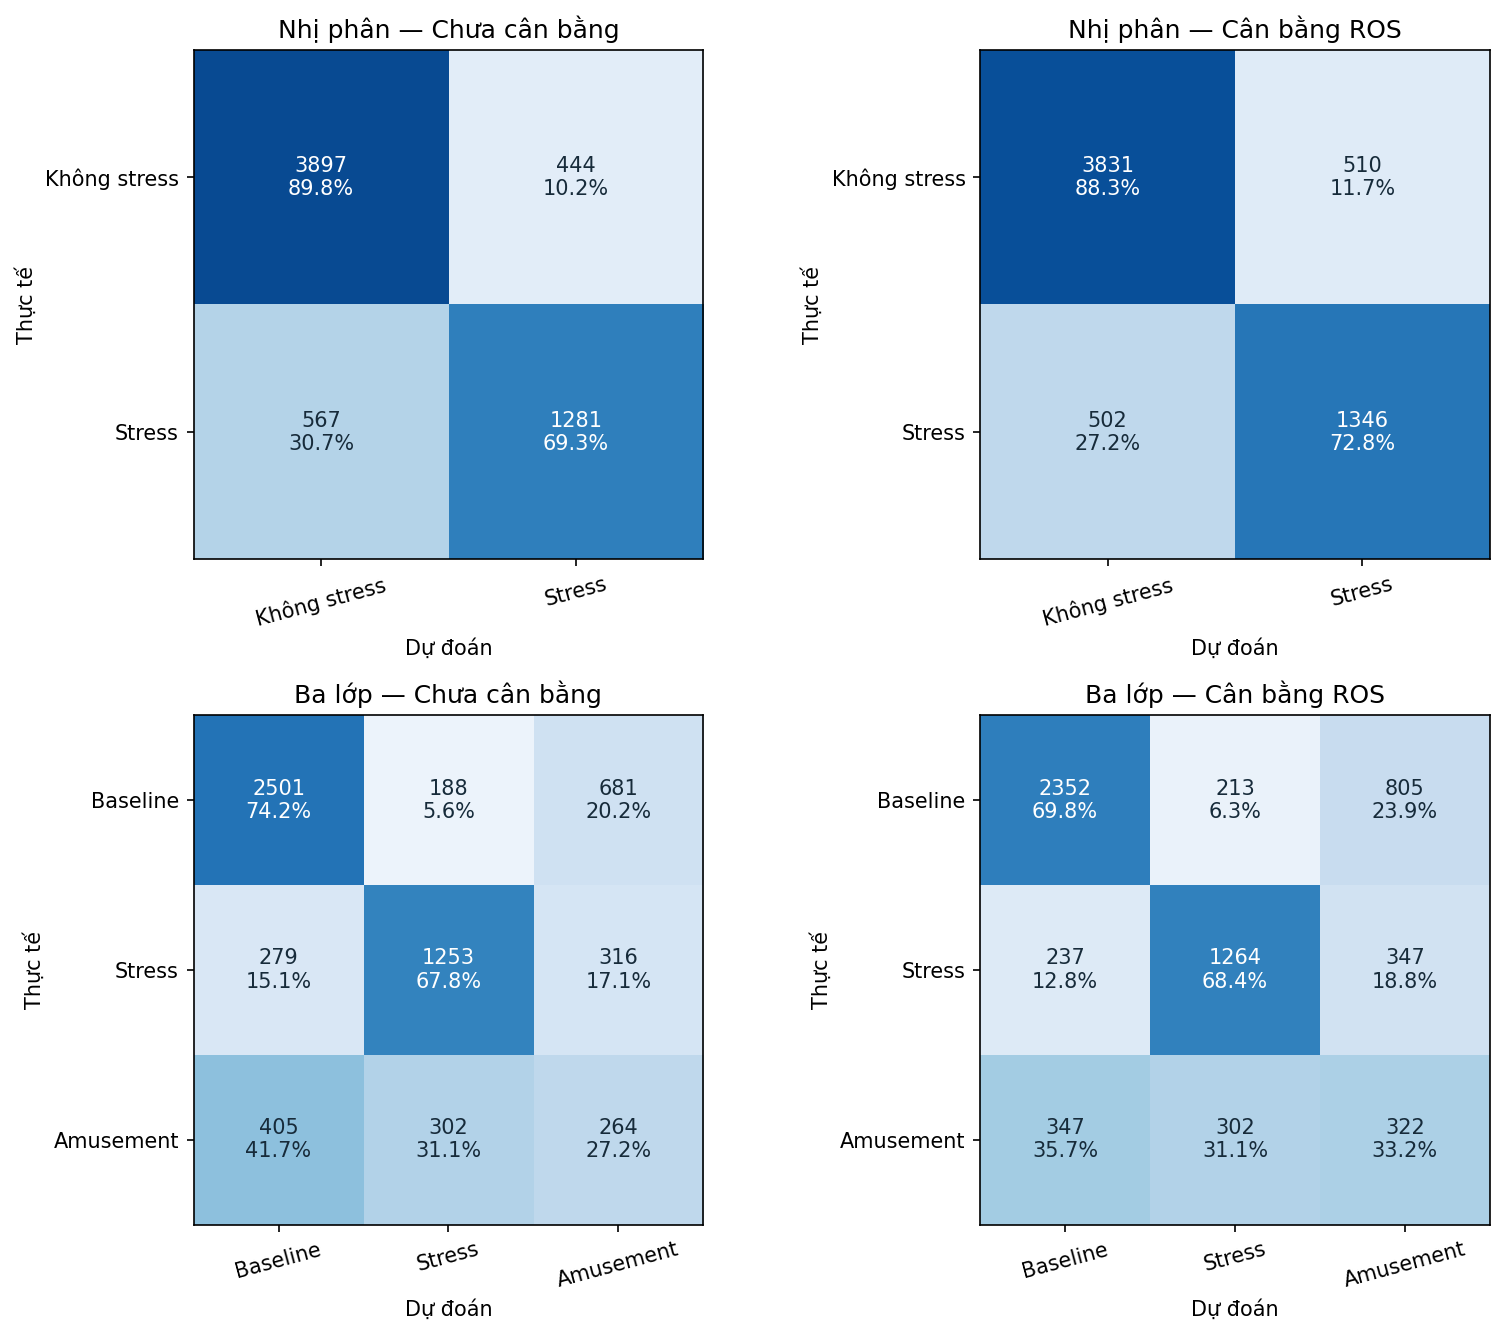 Nhị phân — Chưa cân bằng
Thực tế
Không stress
3897
89.8%
444
10.2%
Stress
567
30.7%
1281
69.3%
Không stress
Stress
Dự đoán
Nhị phân — Cân bằng ROS
Thực tế
Không stress
3831
88.3%
510
11.7%
Stress
502
27.2%
1346
72.8%
Không stress
Stress
Dự đoán
Ba lớp — Chưa cân bằng
Thực tế
Baseline
2501
74.2%
188
5.6%
681
20.2%
Stress
279
15.1%
1253
67.8%
316
17.1%
Amusement
405
41.7%
302
31.1%
264
27.2%
Baseline
Stress
Amusement
Dự đoán
Ba lớp — Cân bằng ROS
Thực tế
Baseline
2352
69.8%
213
6.3%
805
23.9%
Stress
237
12.8%
1264
68.4%
347
18.8%
Amusement
347
35.7%
302
31.1%
322
33.2%
Baseline
Stress
Amusement
Dự đoán